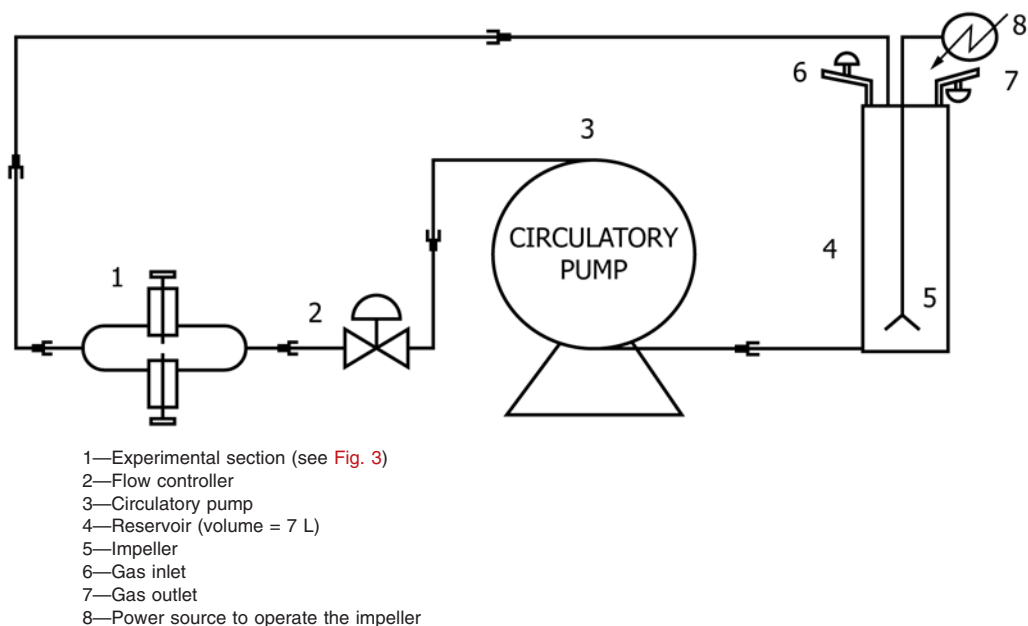 8
6
7
3
CIRCULATORY
PUMP
4
1
2
5
1—Experimental section (see Fig. 3)
2—Flow controller
3—Circulatory pump
4—Reservoir (volume = 7 L)
5—Impeller
6—Gas inlet
7—Gas outlet
8—Power source to operate the impeller